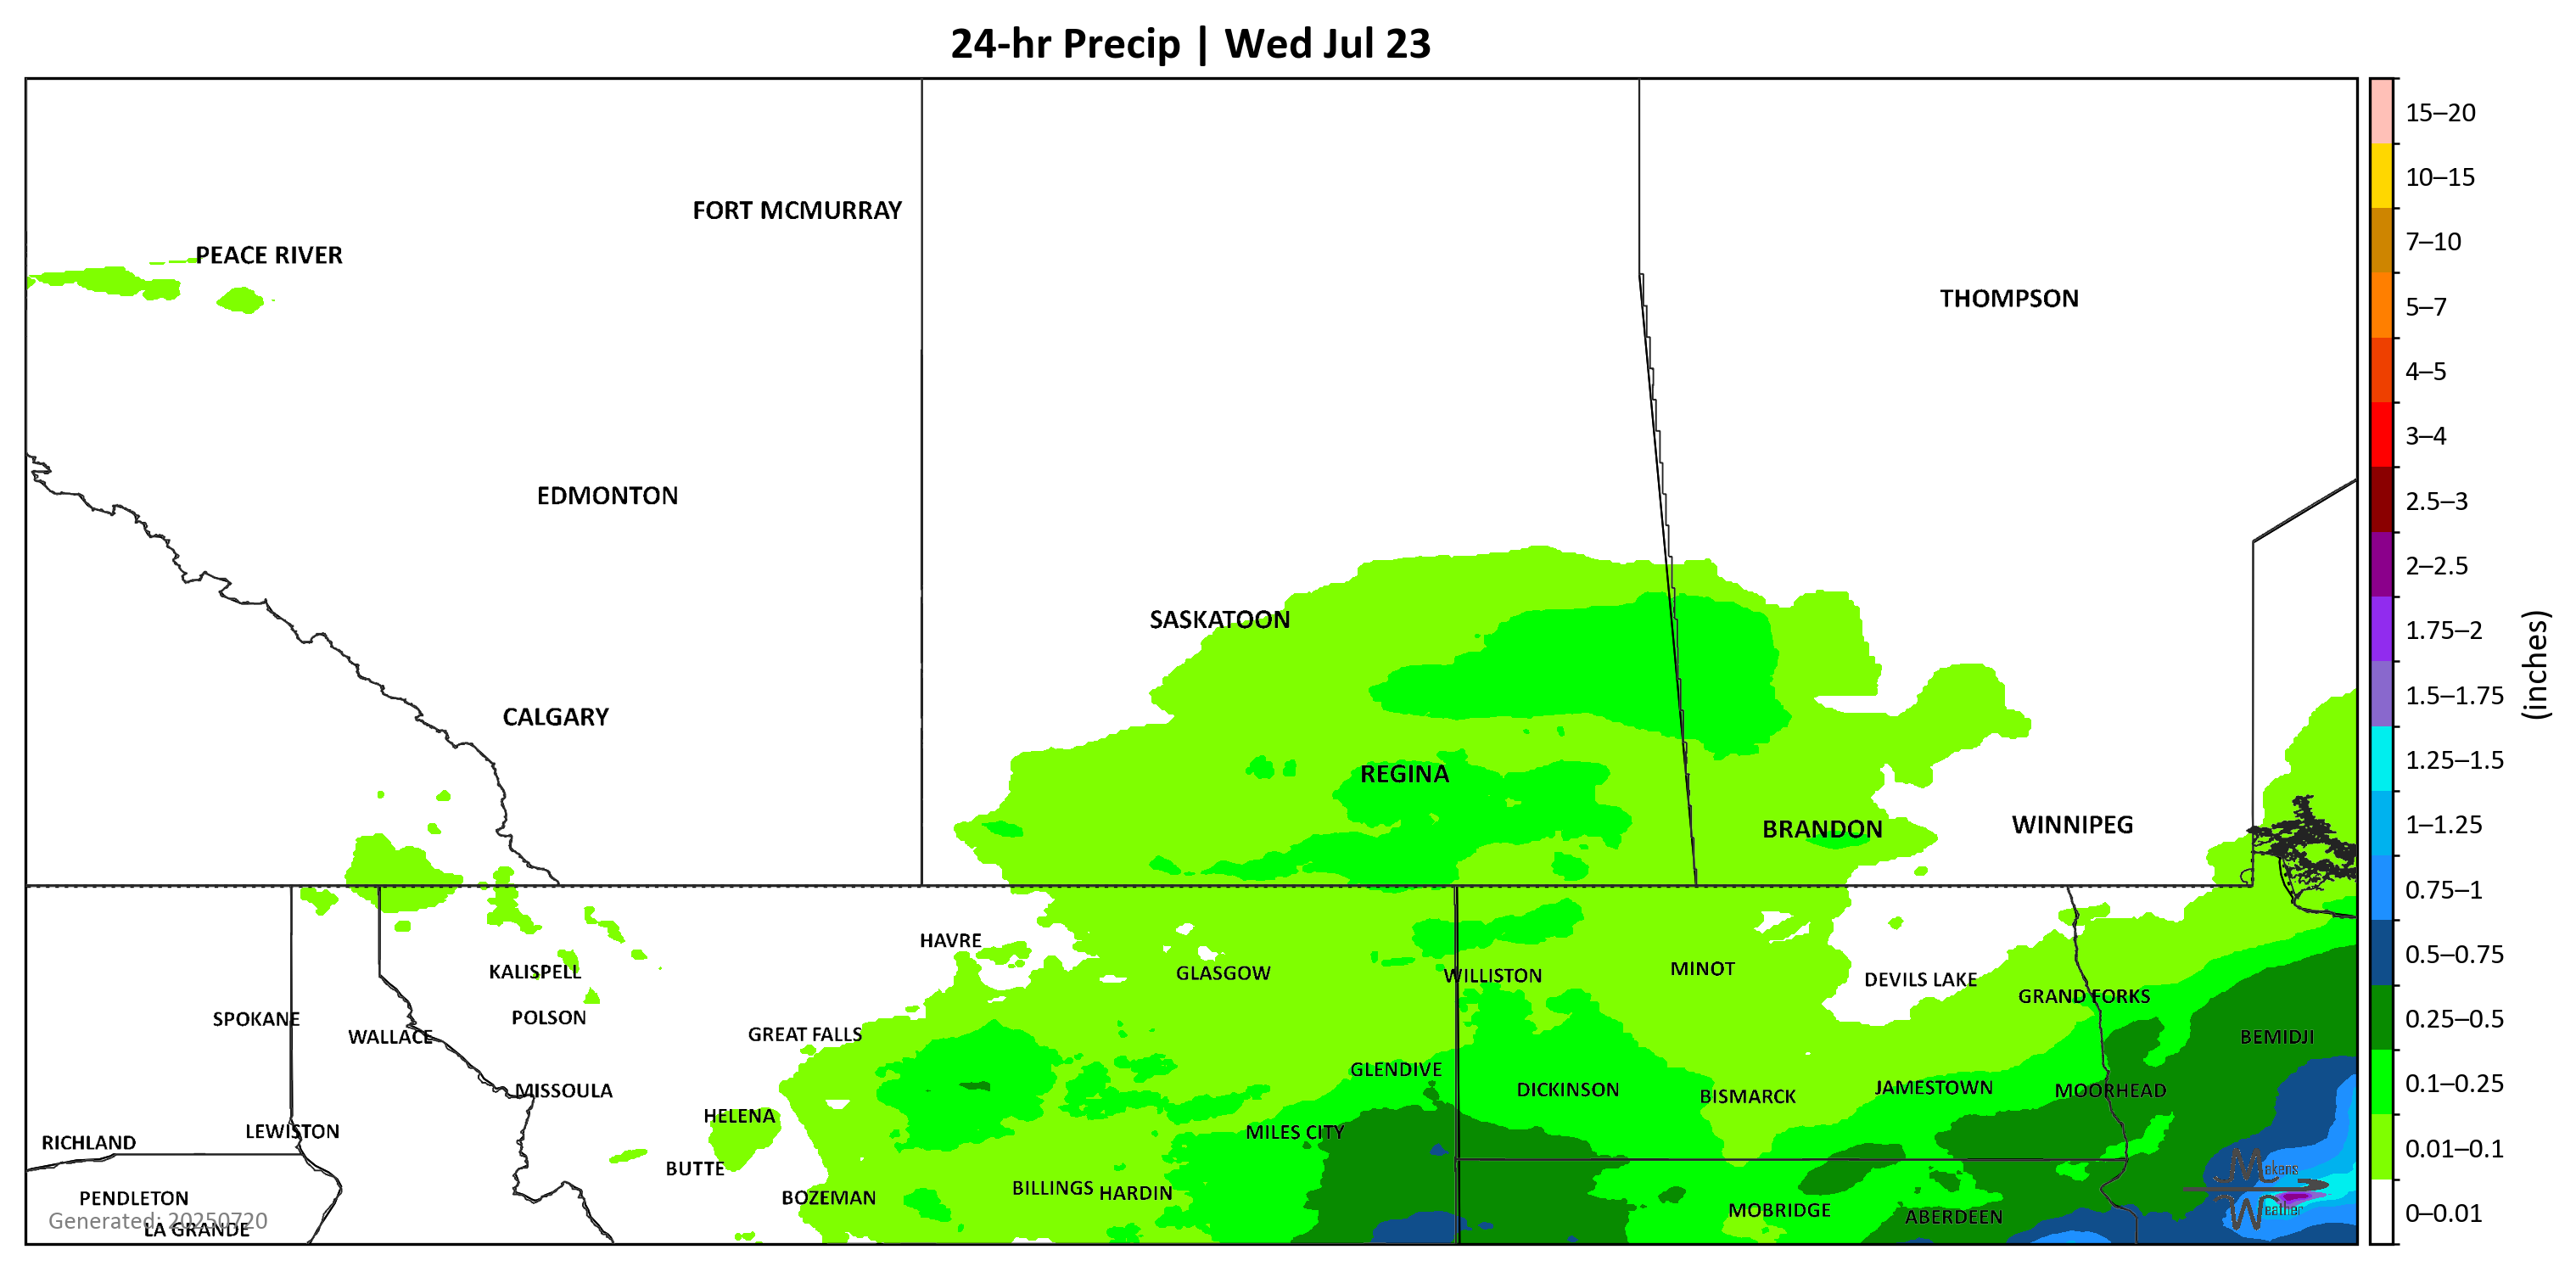 24-hr Precip | Wed Jul 23
FORT MCMURRAY
PEACE RIVER
THOMPSON
EDMONTON
SASKATOON
CALGARY
REGINA
BRANDON
WINNIPEG
HAVRE
KALISPELL
GLASGOW
WILLISTON
MINOT
DEVILS LAKE
GRAND FORKS
SPOKANE
WALLACE
POLSON
GREAT FALLS
BEMIDJI
GLENDIVE
MISSOULA
DICKINSON
BISMARCK
JAMESTOWN
MOORHEAD
HELENA
RICHLAND
LEWISTON
MILES CITY
BUTTE
PENDLETON
BOZEMAN
BILLINGS
HARDIN
MOBRIDGE
ABERDEEN
Generated: 20250720
LA GRANDE
Makens
Weather
15–20
10–15
7–10
5–7
4–5
3–4
2.5–3
2–2.5
1.75–2
1.5–1.75
1.25–1.5
1–1.25
0.75–1
0.5–0.75
0.25–0.5
0.1–0.25
0.01–0.1
0–0.01
(inches)